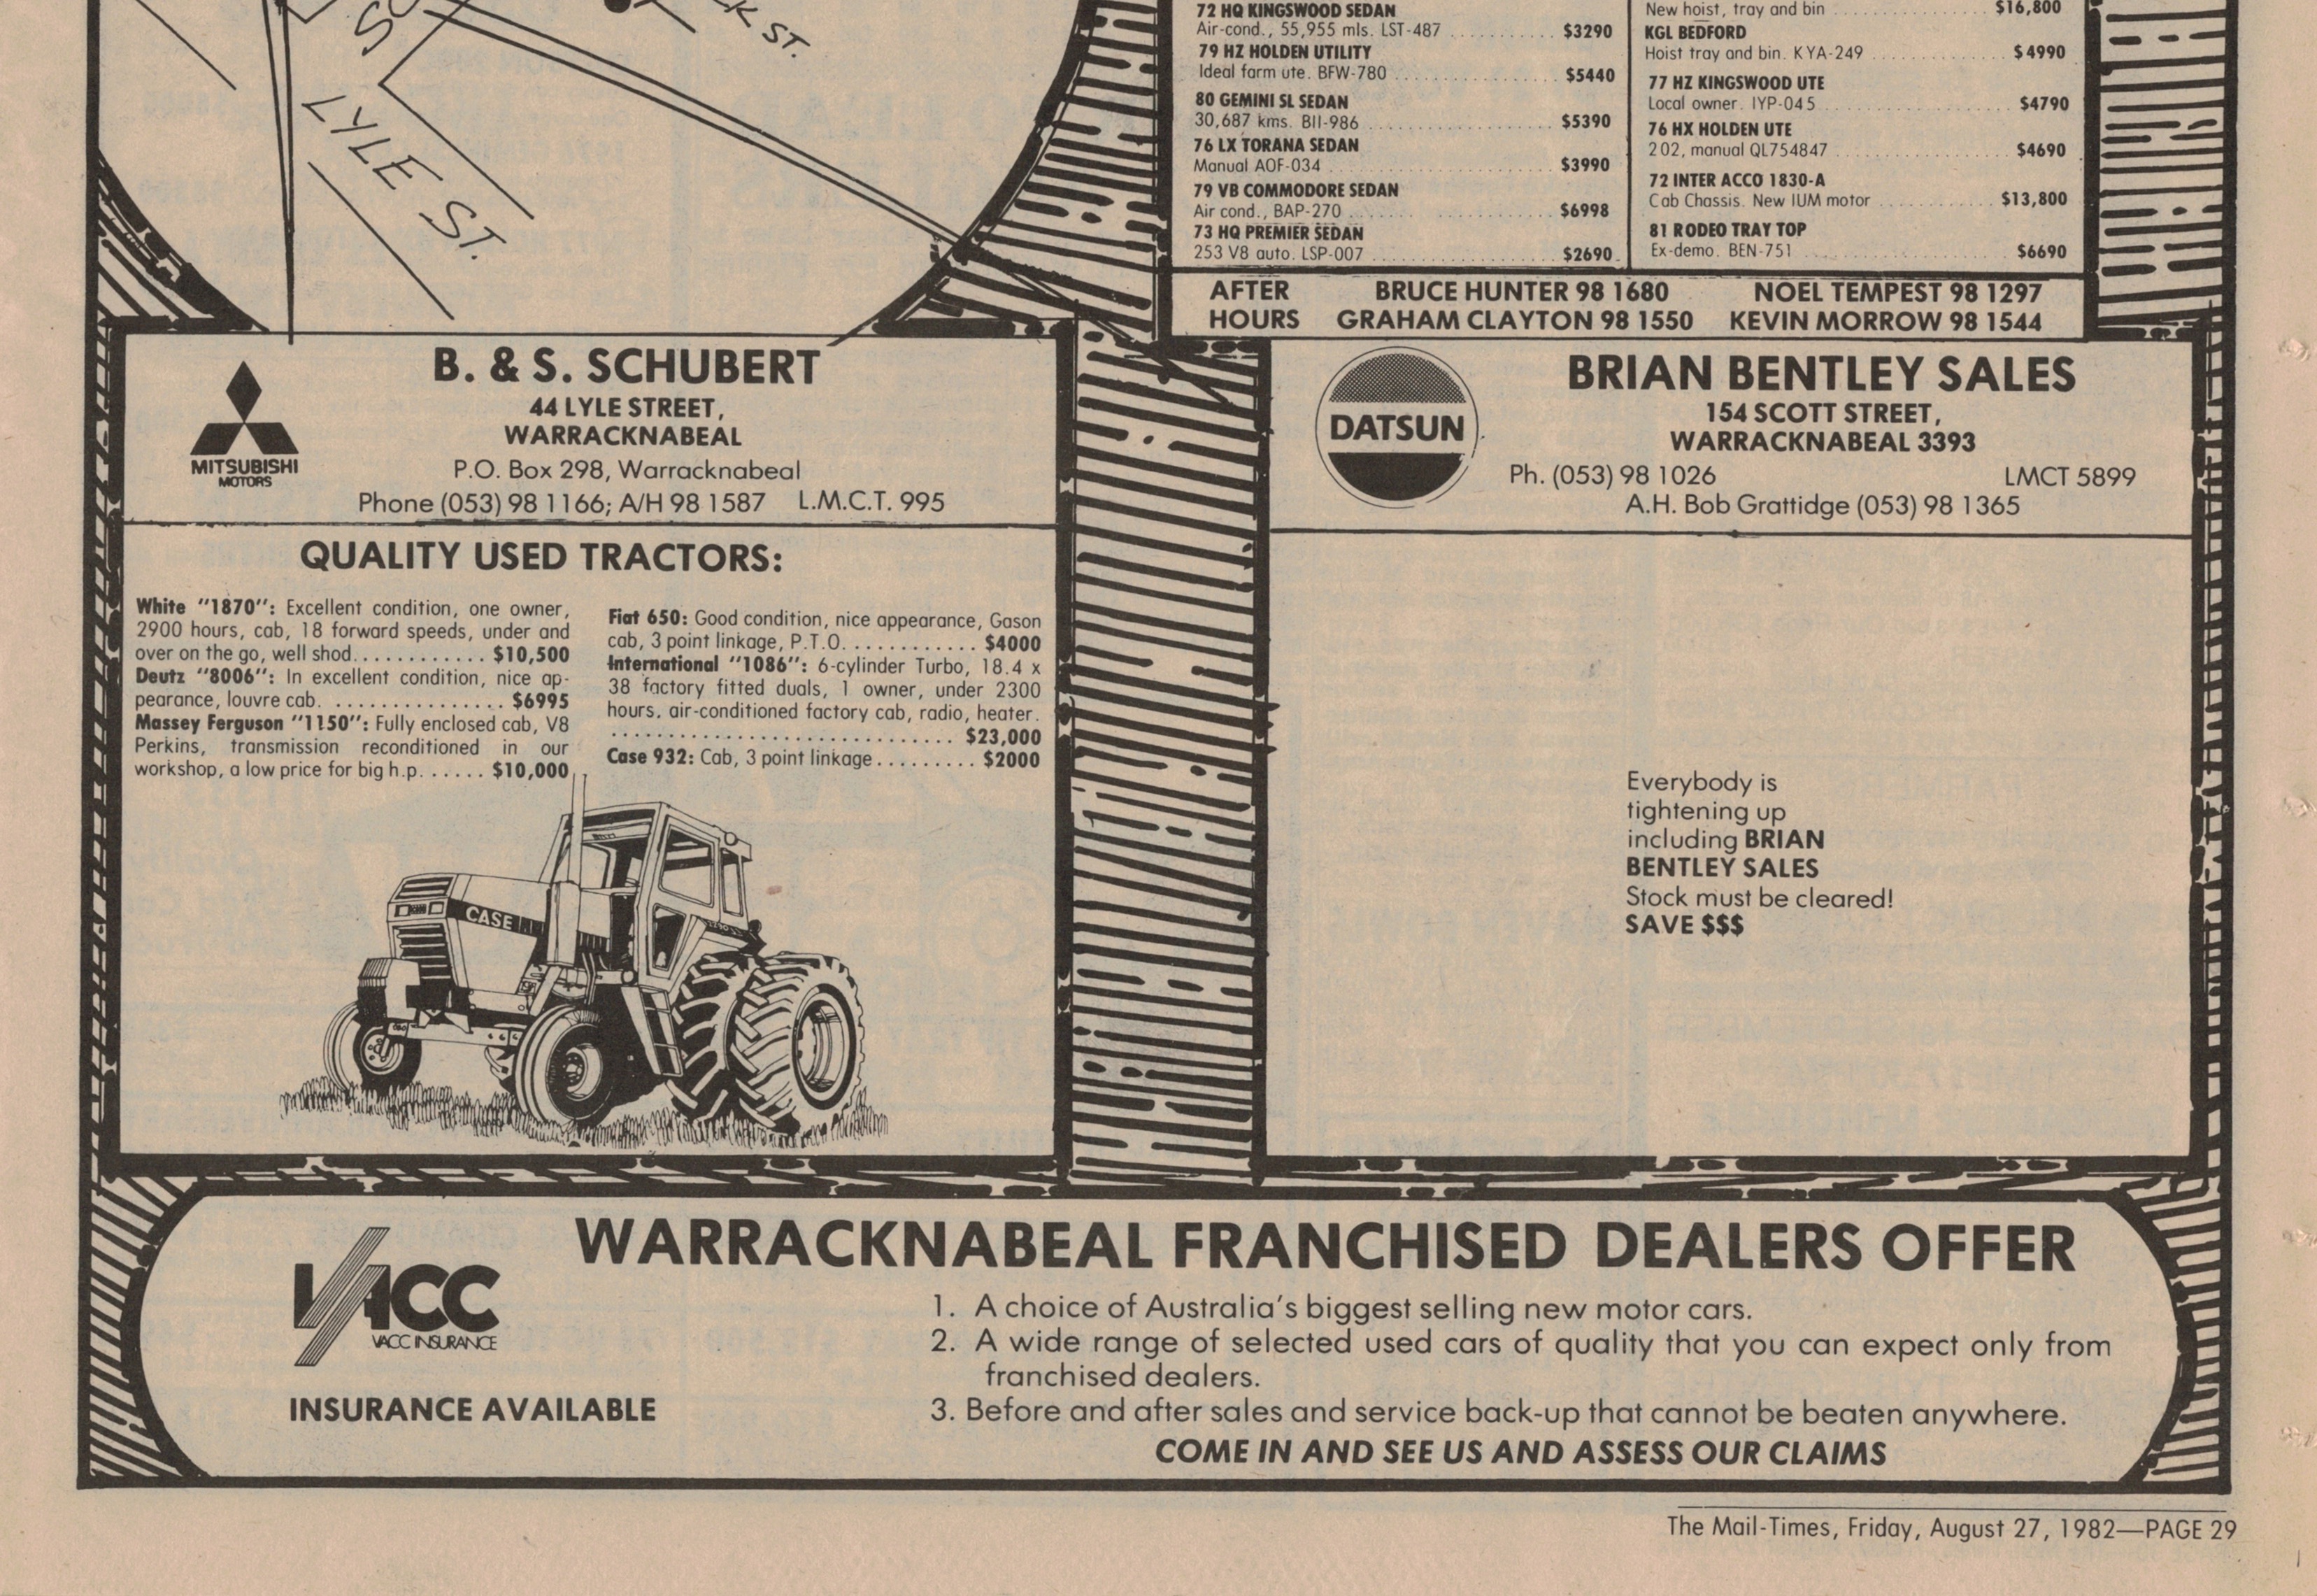 LYLE ST.
K ST.
72 HQ KINGSWOOD SEDAN
Air-cond., 55,955 mls. LST-487 .......... $3290
79 HZ HOLDEN UTILITY
Ideal farm ute. BFW-780 .......... $5440
80 GEMINI SL SEDAN
30,687 kms. BII-986 .......... $5390
76 LX TORANA SEDAN
Manual AOF-034 .......... $3990
79 VB COMMODORE SEDAN
Air cond., BAP-270 .......... $6998
73 HQ PREMIER SEDAN
253 V8 auto. LSP-007 .......... $2690
New hoist, tray and bin .......... $16,800
KGL BEDFORD
Hoist tray and bin. KYA-249 .......... $4990
77 HZ KINGSWOOD UTE
Local owner. IYP-045 .......... $4790
76 HX HOLDEN UTE
202, manual QL754847 .......... $4690
72 INTER ACCO 1830-A
Cab Chassis. New IUM motor .......... $13,800
81 RODEO TRAY TOP
Ex-demo. BEN-751 .......... $6690
AFTER HOURS
BRUCE HUNTER 98 1680 NOEL TEMPEST 98 1297
GRAHAM CLAYTON 98 1550 KEVIN MORROW 98 1544
MITSUBISHI
MOTORS
B. & S. SCHUBERT
44 LYLE STREET,
WARRACKNABEAL
P.O. Box 298, Warracknabeal
Phone (053) 98 1166; A/H 98 1587 L.M.C.T. 995
QUALITY USED TRACTORS:
White "1870": Excellent condition, one owner,
2900 hours, cab, 18 forward speeds, under and
over on the go, well shod............ $10,500
Deutz "8006": In excellent condition, nice ap-
pearance, louvre cab. ............... $6995
Massey Ferguson "1150": Fully enclosed cab, V8
Perkins, transmission reconditioned in our
workshop, a low price for big h.p. ...... $10,000
Fiat 650: Good condition, nice appearance, Gason
cab, 3 point linkage, P.T.O. ............ $4000
International "1086": 6-cylinder Turbo, 18.4 x
38 factory fitted duals, 1 owner, under 2300
hours, air-conditioned factory cab, radio, heater.
.............................. $23,000
Case 932: Cab, 3 point linkage ......... $2000
CASE
DATSUN
BRIAN BENTLEY SALES
154 SCOTT STREET,
WARRACKNABEAL 3393
Ph. (053) 98 1026 LMCT 5899
A.H. Bob Grattidge (053) 98 1365
Everybody is
tightening up
including BRIAN
BENTLEY SALES
Stock must be cleared!
SAVE $$$
VACC
VACC INSURANCE
INSURANCE AVAILABLE
WARRACKNABEAL FRANCHISED DEALERS OFFER
1. A choice of Australia's biggest selling new motor cars.
2. A wide range of selected used cars of quality that you can expect only from
franchised dealers.
3. Before and after sales and service back-up that cannot be beaten anywhere.
COME IN AND SEE US AND ASSESS OUR CLAIMS
The Mail-Times, Friday, August 27, 1982—PAGE 29